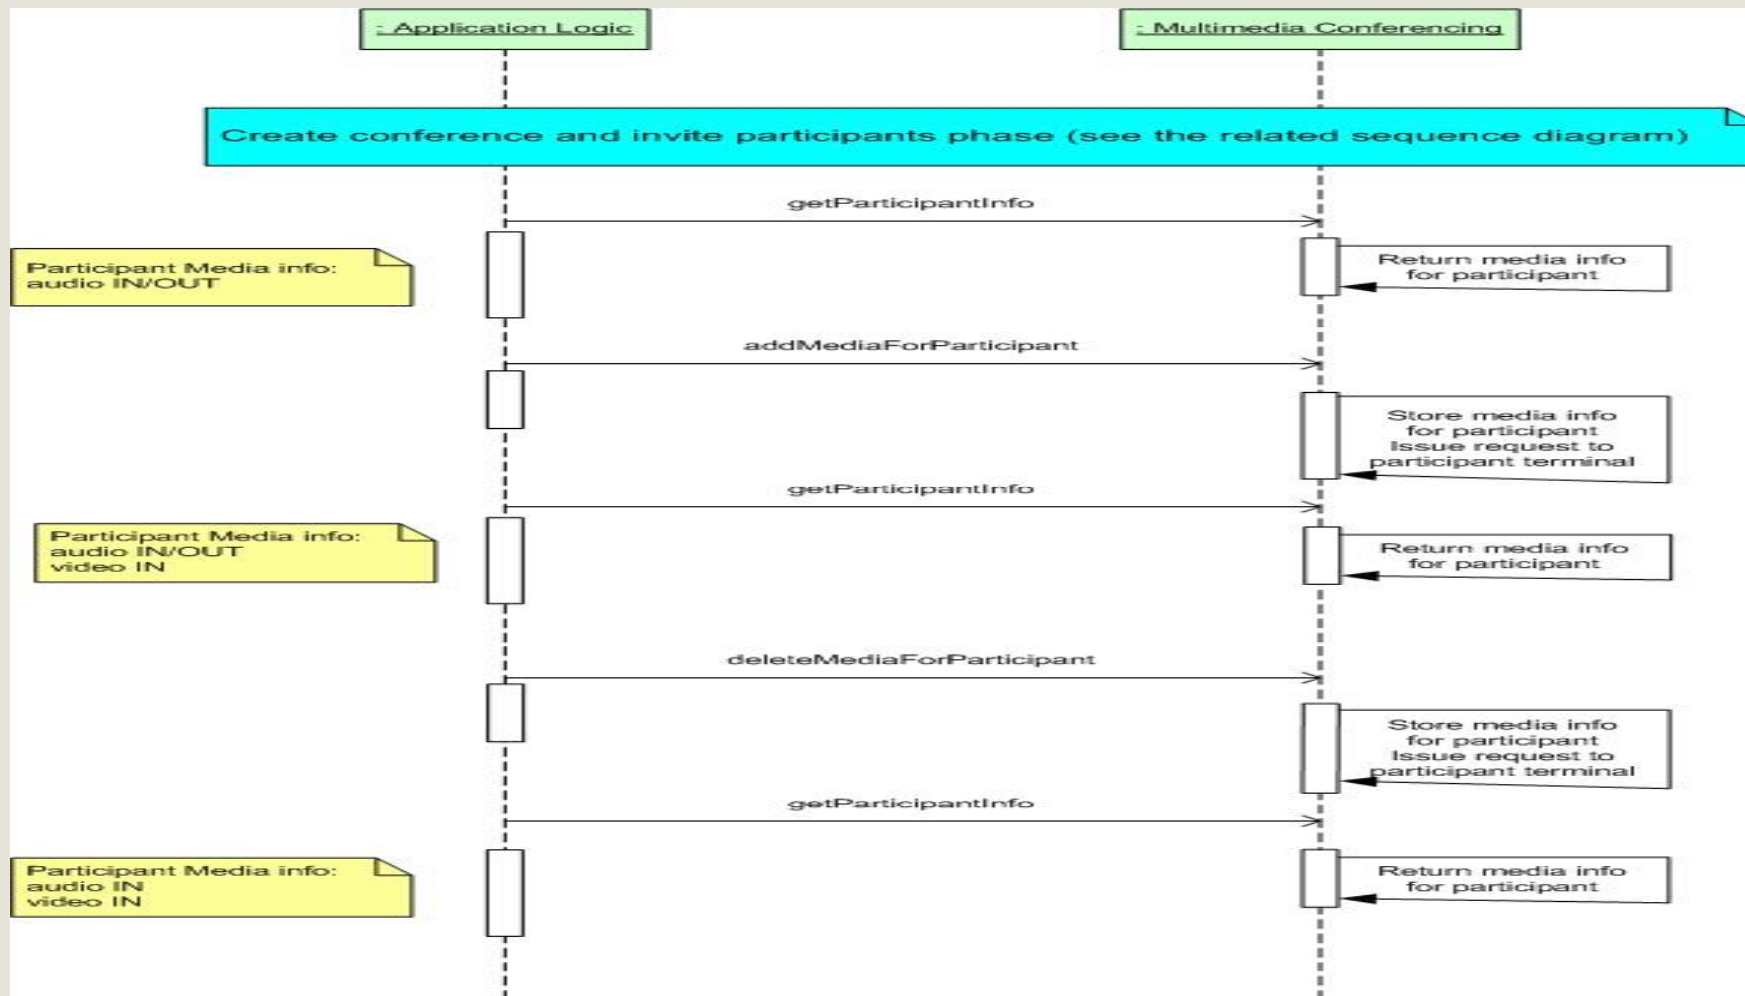 : Application Logic
: Multimedia Conferencing
Create conference and invite participants phase (see the related sequence diagram)
getParticipantInfo
Participant Media info:
audio IN/OUT
Return media info
for participant
addMediaForParticipant
Store media info
for participant
Issue request to
participant terminal
getParticipantInfo
Participant Media info:
audio IN/OUT
video IN
Return media info
for participant
deleteMediaForParticipant
Store media info
for participant
Issue request to
participant terminal
getParticipantInfo
Participant Media info:
audio IN
video IN
Return media info
for participant